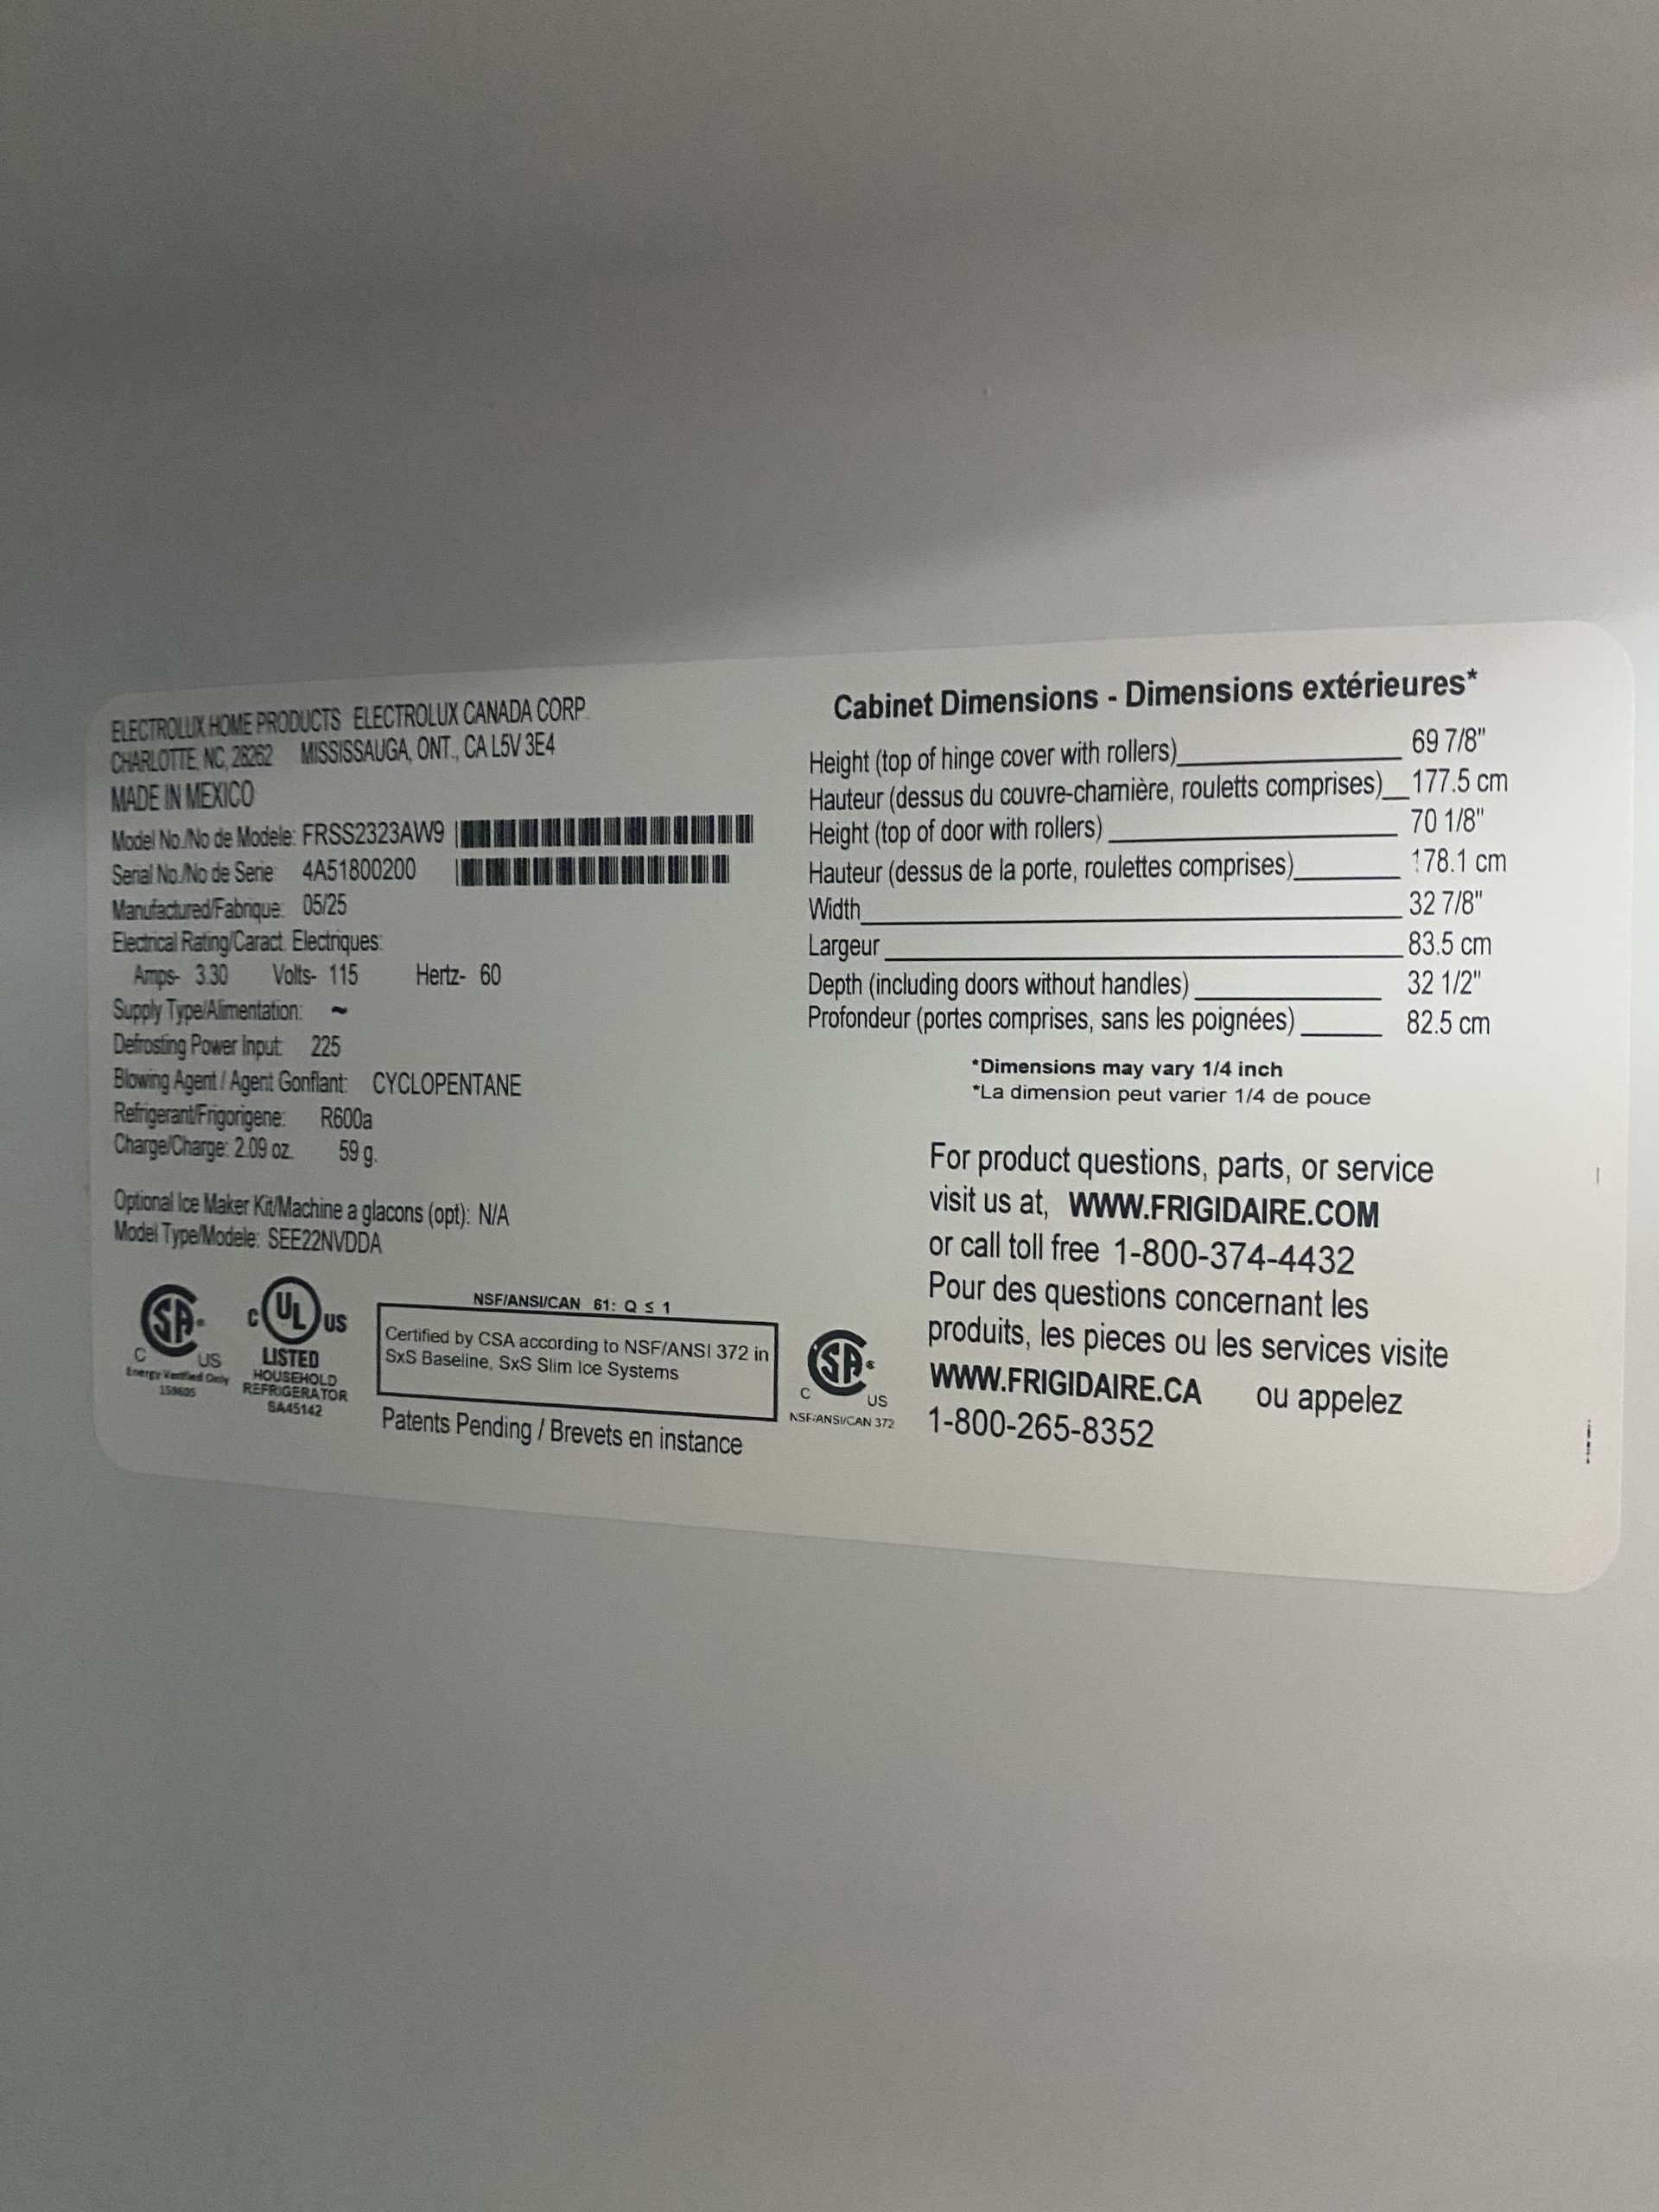 ELECTROLUX HOME PRODUCTS ELECTROLUX CANADA CORP.
CHARLOTTE, NC, 28262 MISSISSAUGA, ONT., CA L5V 3E4
MADE IN MEXICO
Model No./No de Modele: FRSS2323AW9
Serial No./No de Serie: 4A51800200
Manufactured/Fabrique: 05/25
Electrical Rating/Caract. Electriques:
Amps- 3.30 Volts- 115 Hertz- 60
Supply Type/Alimentation: ~
Defrosting Power Input: 225
Blowing Agent / Agent Gonflant: CYCLOPENTANE
Refrigerant/Frigorigene: R600a
Charge/Charge: 2.09 oz. 59 g.
Optional Ice Maker Kit/Machine a glacons (opt): N/A
Model Type/Modele: SEE22NVDDA
SA
C US
Energy Verified Only
159605
C UL US
LISTED
HOUSEHOLD
REFRIGERATOR
SA45142
NSF/ANSI/CAN 61: Q ≤ 1
Certified by CSA according to NSF/ANSI 372 in
SxS Baseline, SxS Slim Ice Systems
Patents Pending / Brevets en instance
SA
C US
NSF/ANSI/CAN 372
Cabinet Dimensions - Dimensions extérieures*
Height (top of hinge cover with rollers) 69 7/8"
Hauteur (dessus du couvre-charnière, rouletts comprises) 177.5 cm
Height (top of door with rollers) 70 1/8"
Hauteur (dessus de la porte, roulettes comprises) 178.1 cm
Width 32 7/8"
Largeur 83.5 cm
Depth (including doors without handles) 32 1/2"
Profondeur (portes comprises, sans les poignées) 82.5 cm
*Dimensions may vary 1/4 inch
*La dimension peut varier 1/4 de pouce
For product questions, parts, or service
visit us at, WWW.FRIGIDAIRE.COM
or call toll free 1-800-374-4432
Pour des questions concernant les
produits, les pieces ou les services visite
WWW.FRIGIDAIRE.CA ou appelez
1-800-265-8352